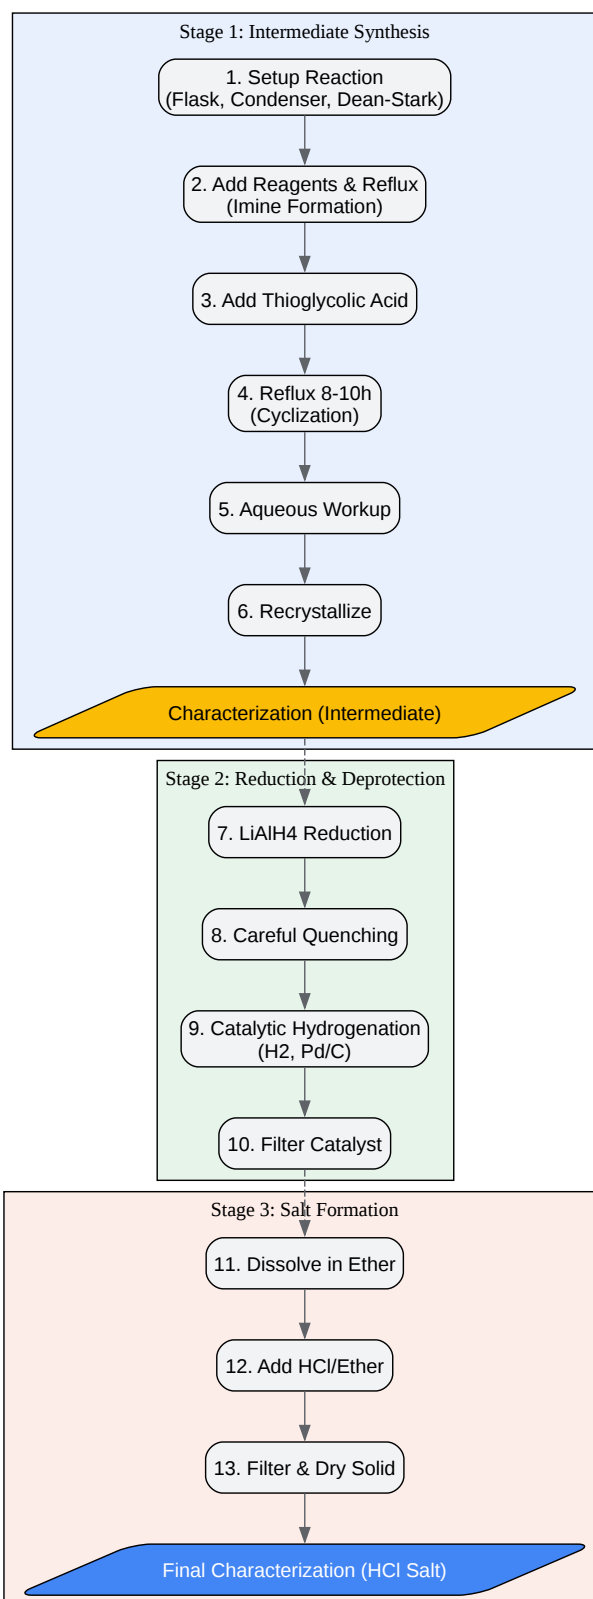 Stage 1: Intermediate Synthesis
1. Setup Reaction
(Flask, Condenser, Dean-Stark)
2. Add Reagents & Reflux
(Imine Formation)
3. Add Thioglycolic Acid
4. Reflux 8-10h
(Cyclization)
5. Aqueous Workup
6. Recrystallize
Characterization (Intermediate)
Stage 2: Reduction & Deprotection
7. LiAlH4 Reduction
8. Careful Quenching
9. Catalytic Hydrogenation
(H2, Pd/C)
10. Filter Catalyst
Stage 3: Salt Formation
11. Dissolve in Ether
12. Add HCl/Ether
13. Filter & Dry Solid
Final Characterization (HCl Salt)